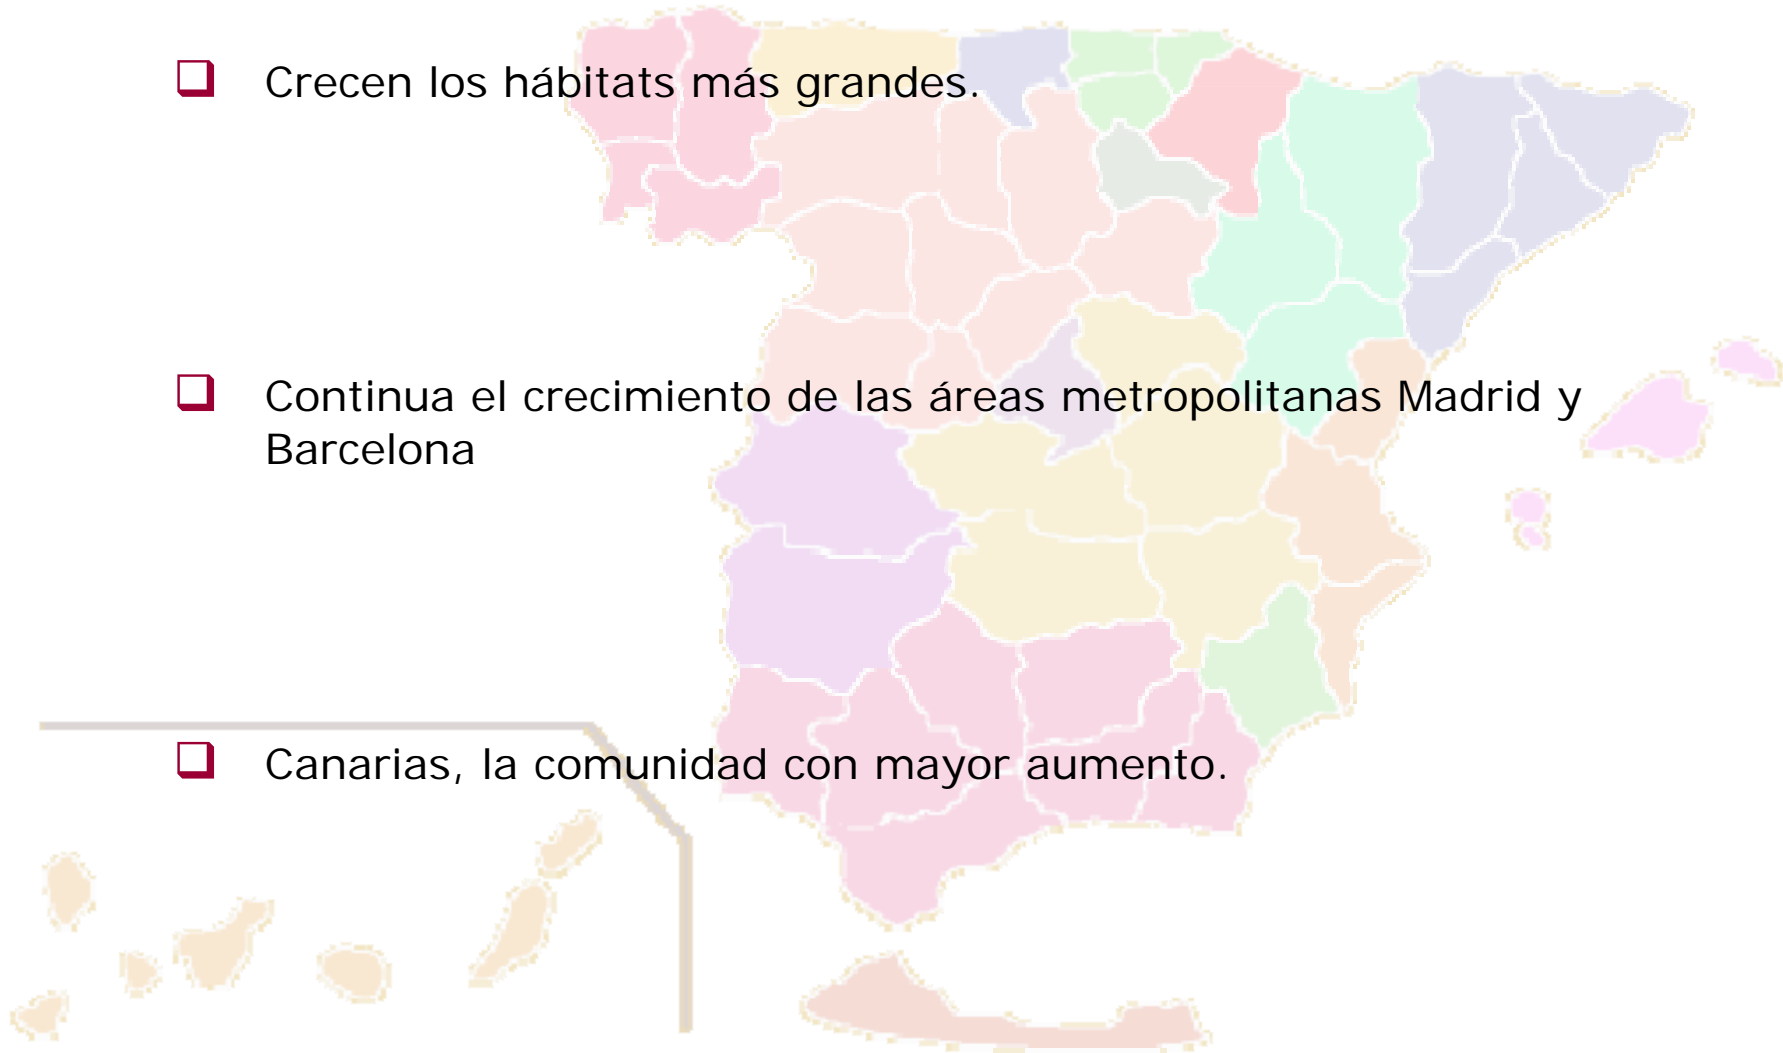 Crecen los hábitats más grandes.
Continua el crecimiento de las áreas metropolitanas Madrid y
Barcelona
Canarias, la comunidad con mayor aumento.